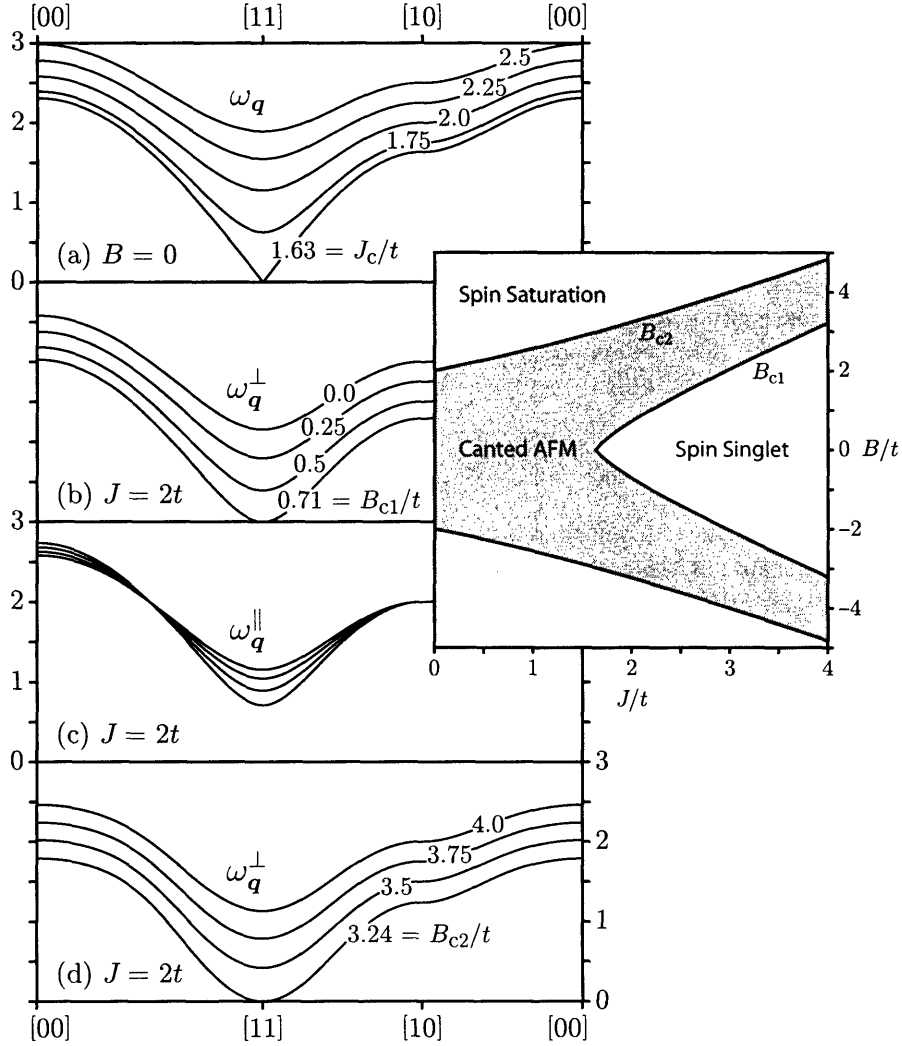 [00] [11] [10] [00]
3
2
1
0
ω_q
2.5
2.25
2.0
1.75
1.63 = J_c/t
(a) B = 0
ω_q^⊥
0.0
0.25
0.5
0.71 = B_c1/t
(b) J = 2t
3
2
1
0
ω_q^∥
(c) J = 2t
Spin Saturation
B_c2
B_c1
Canted AFM
Spin Singlet
4
2
0 B/t
−2
−4
0 1 2 3 4
J/t
3
2
1
0
ω_q^⊥
4.0
3.75
3.5
3.24 = B_c2/t
(d) J = 2t
[00] [11] [10] [00]